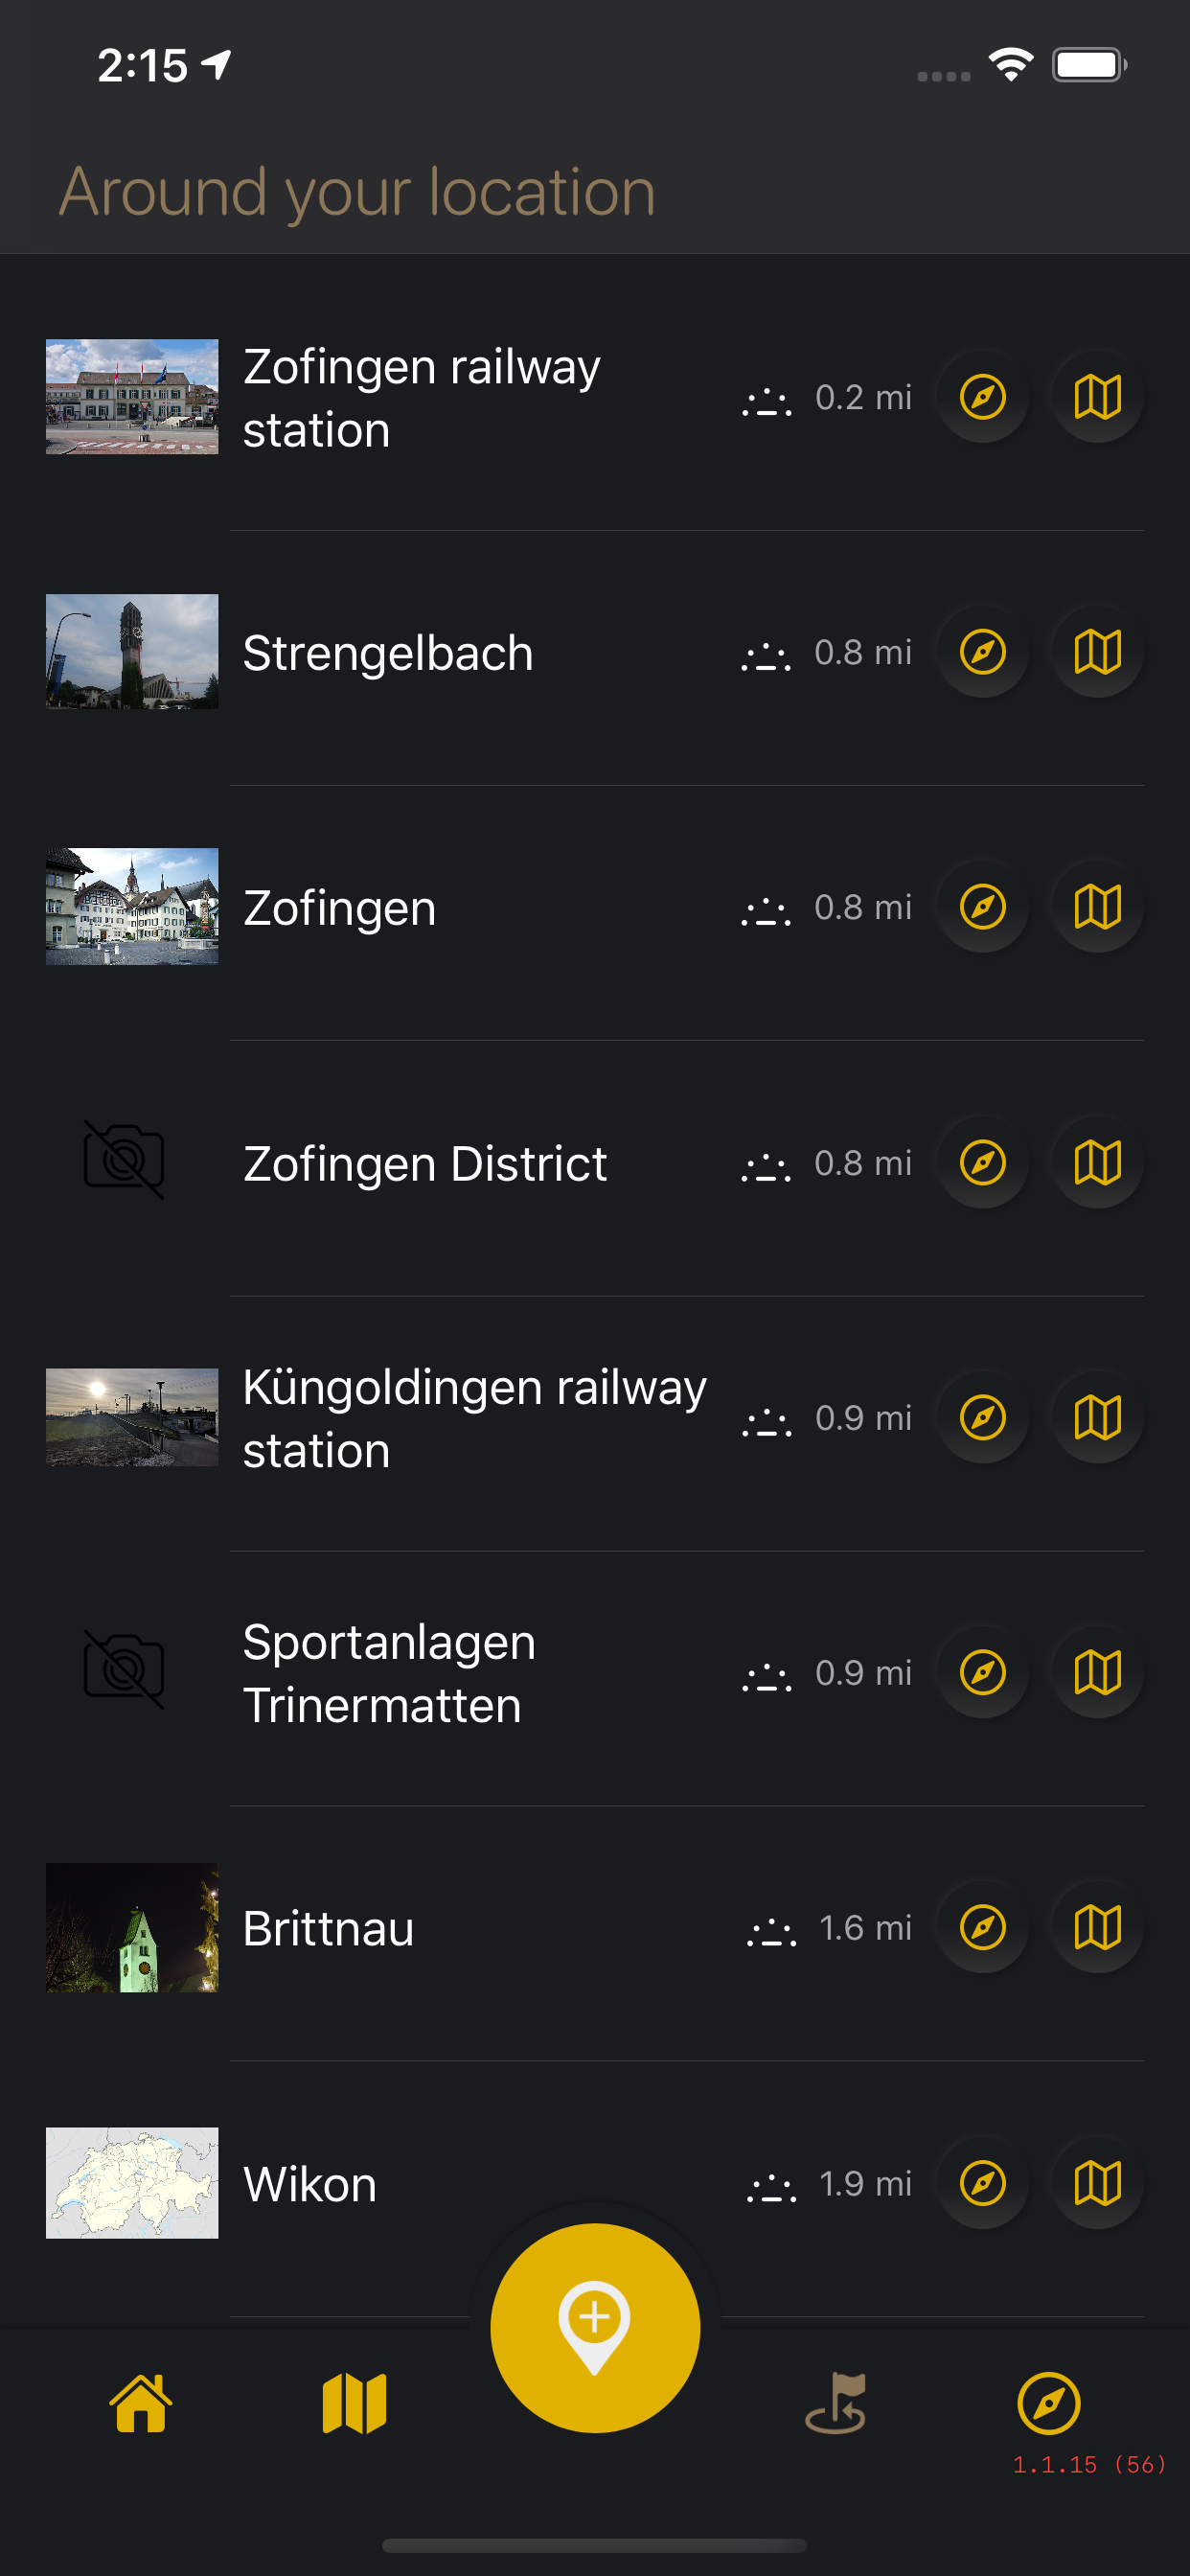 2:15
Around your location
Zofingen railway
station
0.2 mi
Strengelbach
0.8 mi
Zofingen
0.8 mi
Zofingen District
0.8 mi
Küngoldingen railway
station
0.9 mi
Sportanlagen
Trinermatten
0.9 mi
Brittnau
1.6 mi
Wikon
1.9 mi
1.1.15 (56)